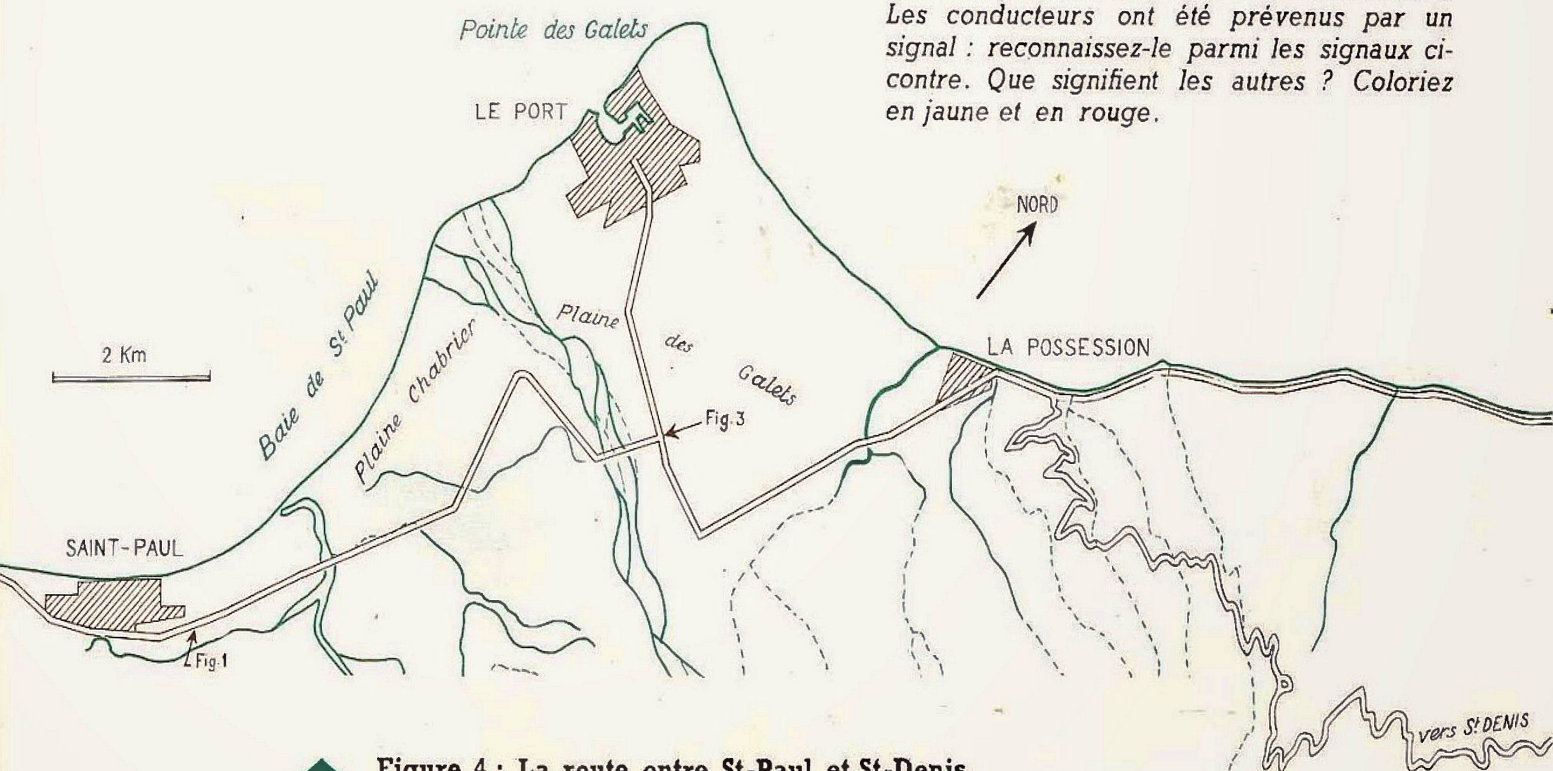 Les conducteurs ont été prévenus par un
signal : reconnaissez-le parmi les signaux ci-
contre. Que signifient les autres ? Coloriez
en jaune et en rouge.
Pointe des Galets
LE PORT
NORD
Baie de St Paul
2 Km
Plaine Chabrier
Plaine des Galets
LA POSSESSION
Fig.3
SAINT-PAUL
Fig.1
vers St DENIS
Figure 4 : La route entre St-Paul et St-Denis